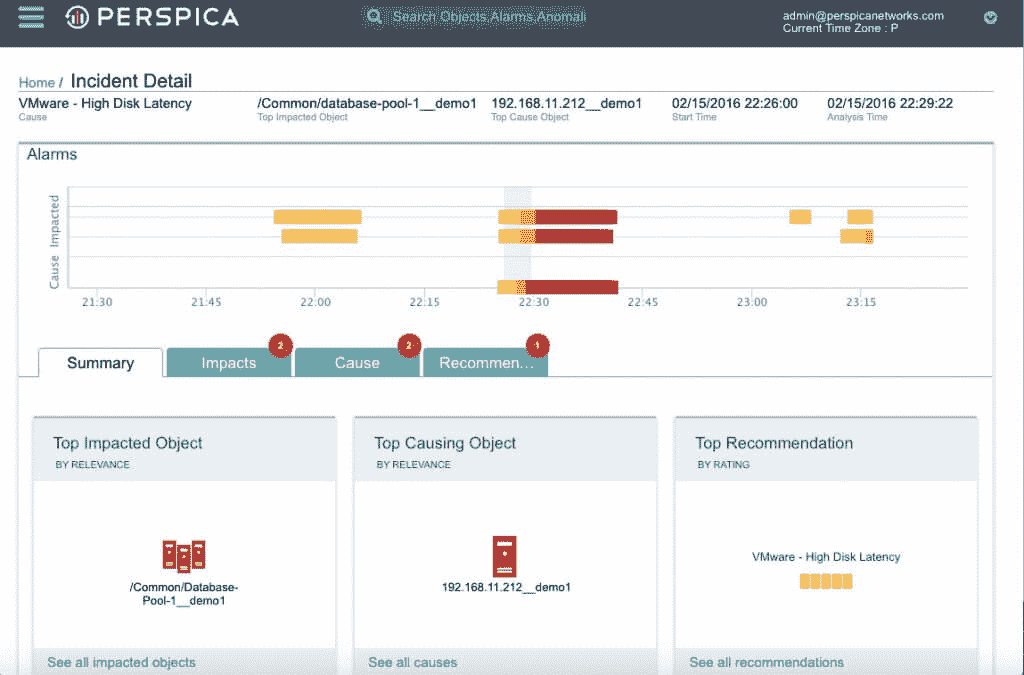 PERSPICA
Search Objects,Alarms,Anomali
admin@perspicanetworks.com
Current Time Zone : P
Home / Incident Detail
VMware - High Disk Latency
Cause
/Common/database-pool-1__demo1
Top Impacted Object
192.168.11.212__demo1
Top Cause Object
02/15/2016 22:26:00
Start Time
02/15/2016 22:29:22
Analysis Time
Alarms
Impacted
Cause
21:30 21:45 22:00 22:15 22:30 22:45 23:00 23:15
Summary
Impacts 2
Cause 2
Recommen... 1
Top Impacted Object
BY RELEVANCE
/Common/Database-
Pool-1__demo1
See all impacted objects
Top Causing Object
BY RELEVANCE
192.168.11.212__demo1
See all causes
Top Recommendation
BY RATING
VMware - High Disk Latency
See all recommendations